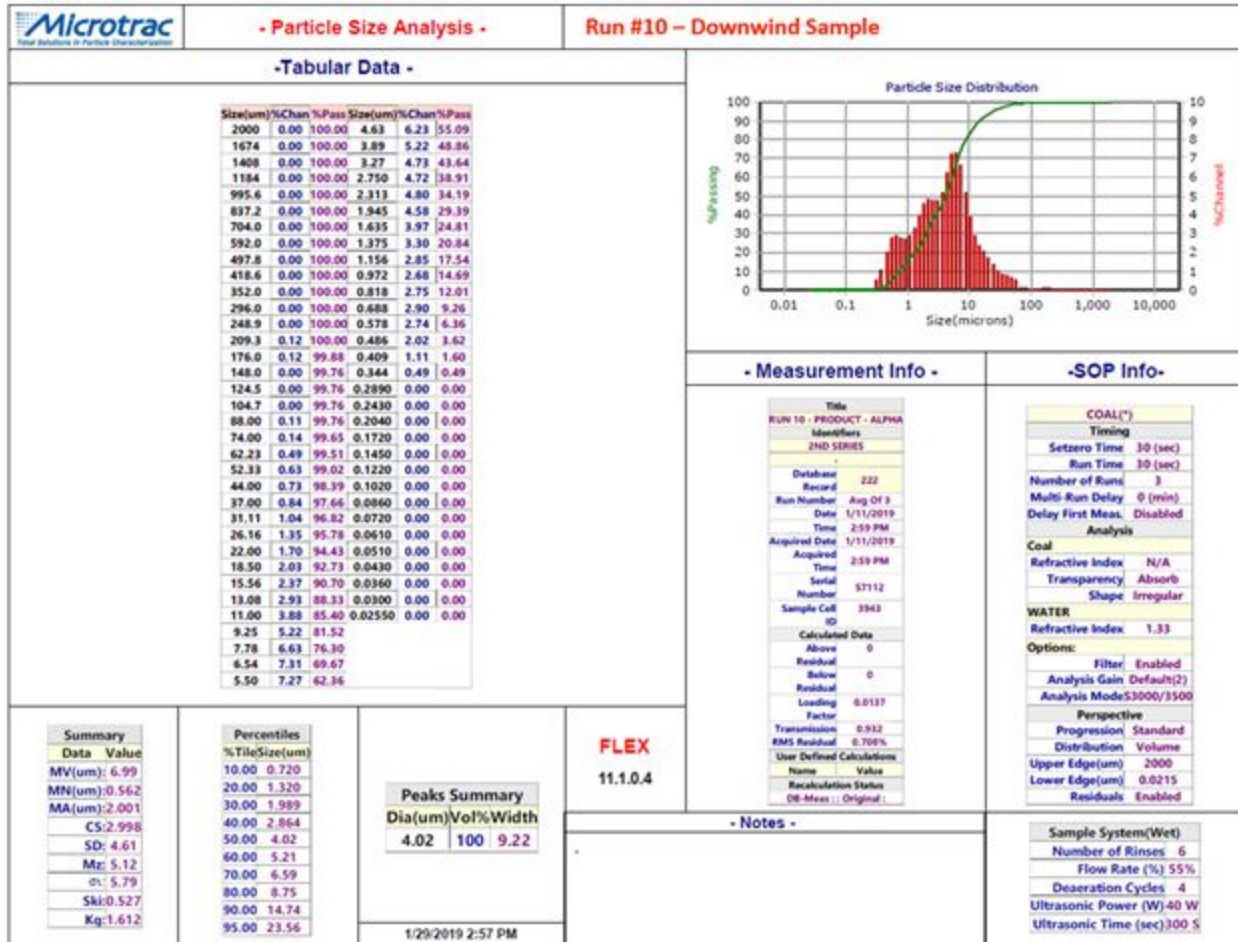 Microtrac
Total Solutions in Particle Characterization
- Particle Size Analysis -
Run #10 – Downwind Sample
-Tabular Data -
Size(um) %Chan %Pass Size(um) %Chan %Pass
2000 0.00 100.00 4.63 6.23 55.09
1674 0.00 100.00 3.89 5.22 48.86
1408 0.00 100.00 3.27 4.73 43.64
1184 0.00 100.00 2.750 4.72 38.91
995.6 0.00 100.00 2.313 4.80 34.19
837.2 0.00 100.00 1.945 4.58 29.39
704.0 0.00 100.00 1.635 3.97 24.81
592.0 0.00 100.00 1.375 3.30 20.84
497.8 0.00 100.00 1.156 2.85 17.54
418.6 0.00 100.00 0.972 2.68 14.69
352.0 0.00 100.00 0.818 2.75 12.01
296.0 0.00 100.00 0.688 2.90 9.26
248.9 0.00 100.00 0.578 2.74 6.36
209.3 0.12 100.00 0.486 2.02 3.62
176.0 0.12 99.88 0.409 1.11 1.60
148.0 0.00 99.76 0.344 0.49 0.49
124.5 0.00 99.76 0.2890 0.00 0.00
104.7 0.00 99.76 0.2430 0.00 0.00
88.00 0.11 99.76 0.2040 0.00 0.00
74.00 0.14 99.65 0.1720 0.00 0.00
62.23 0.49 99.51 0.1450 0.00 0.00
52.33 0.63 99.02 0.1220 0.00 0.00
44.00 0.73 98.39 0.1020 0.00 0.00
37.00 0.84 97.66 0.0860 0.00 0.00
31.11 1.04 96.82 0.0720 0.00 0.00
26.16 1.35 95.78 0.0610 0.00 0.00
22.00 1.70 94.43 0.0510 0.00 0.00
18.50 2.03 92.73 0.0430 0.00 0.00
15.56 2.37 90.70 0.0360 0.00 0.00
13.08 2.93 88.33 0.0300 0.00 0.00
11.00 3.88 85.40 0.02550 0.00 0.00
9.25 5.22 81.52
7.78 6.63 76.30
6.54 7.31 69.67
5.50 7.27 62.36
Particle Size Distribution
%Passing
100
90
80
70
60
50
40
30
20
10
0
10
9
8
7
6
5
4
3
2
1
0
%Channel
0.01 0.1 1 10 100 1,000 10,000
Size(microns)
- Measurement Info -
Title
RUN 10 - PRODUCT - ALPHA
Identifiers
2ND SERIES
-
Database Record 222
Run Number Avg Of 3
Date 1/11/2019
Time 2:59 PM
Acquired Date 1/11/2019
Acquired Time 2:59 PM
Serial Number S7112
Sample Cell ID 3943
Calculated Data
Above Residual 0
Below Residual 0
Loading Factor 0.0137
Transmission 0.932
RMS Residual 0.708%
User Defined Calculations
Name Value
Recalculation Status
DB-Meas : : Original :
-SOP Info-
COAL(*)
Timing
Setzero Time 30 (sec)
Run Time 30 (sec)
Number of Runs 3
Multi-Run Delay 0 (min)
Delay First Meas. Disabled
Analysis
Coal
Refractive Index N/A
Transparency Absorb
Shape Irregular
WATER
Refractive Index 1.33
Options:
Filter Enabled
Analysis Gain Default(2)
Analysis Mode S3000/3500
Perspective
Progression Standard
Distribution Volume
Upper Edge(um) 2000
Lower Edge(um) 0.0215
Residuals Enabled
Summary
Data Value
MV(um): 6.99
MN(um): 0.562
MA(um): 2.001
CS: 2.998
SD: 4.61
Mz: 5.12
σi: 5.79
Ski: 0.527
Kg: 1.612
Percentiles
%Tile Size(um)
10.00 0.720
20.00 1.320
30.00 1.989
40.00 2.864
50.00 4.02
60.00 5.21
70.00 6.59
80.00 8.75
90.00 14.74
95.00 23.56
Peaks Summary
Dia(um) Vol% Width
4.02 100 9.22
1/29/2019 2:57 PM
FLEX
11.1.0.4
- Notes -
-
Sample System(Wet)
Number of Rinses 6
Flow Rate (%) 55%
Deaeration Cycles 4
Ultrasonic Power (W) 40 W
Ultrasonic Time (sec) 300 S